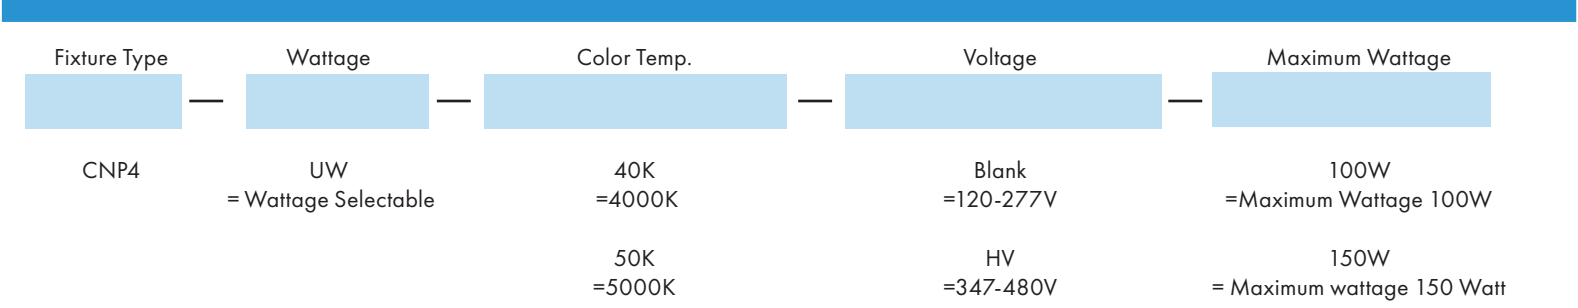 Fixture Type Wattage Color Temp. Voltage Maximum Wattage
— — — —
CNP4 UW 40K Blank 100W
= Wattage Selectable =4000K =120-277V =Maximum Wattage 100W
50K HV 150W
=5000K =347-480V = Maximum wattage 150 Watt